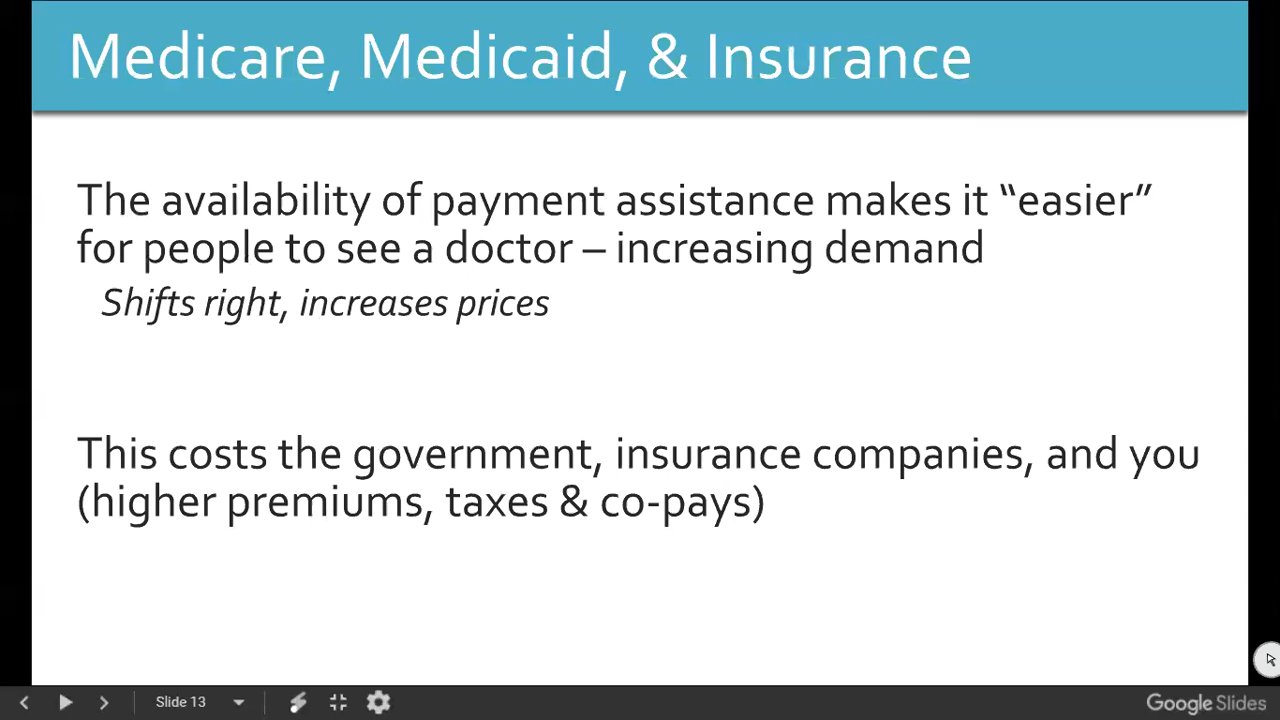 Medicare, Medicaid, & Insurance
The availability of payment assistance makes it “easier”
for people to see a doctor – increasing demand
Shifts right, increases prices
This costs the government, insurance companies, and you
(higher premiums, taxes & co-pays)
Slide 13
Google Slides